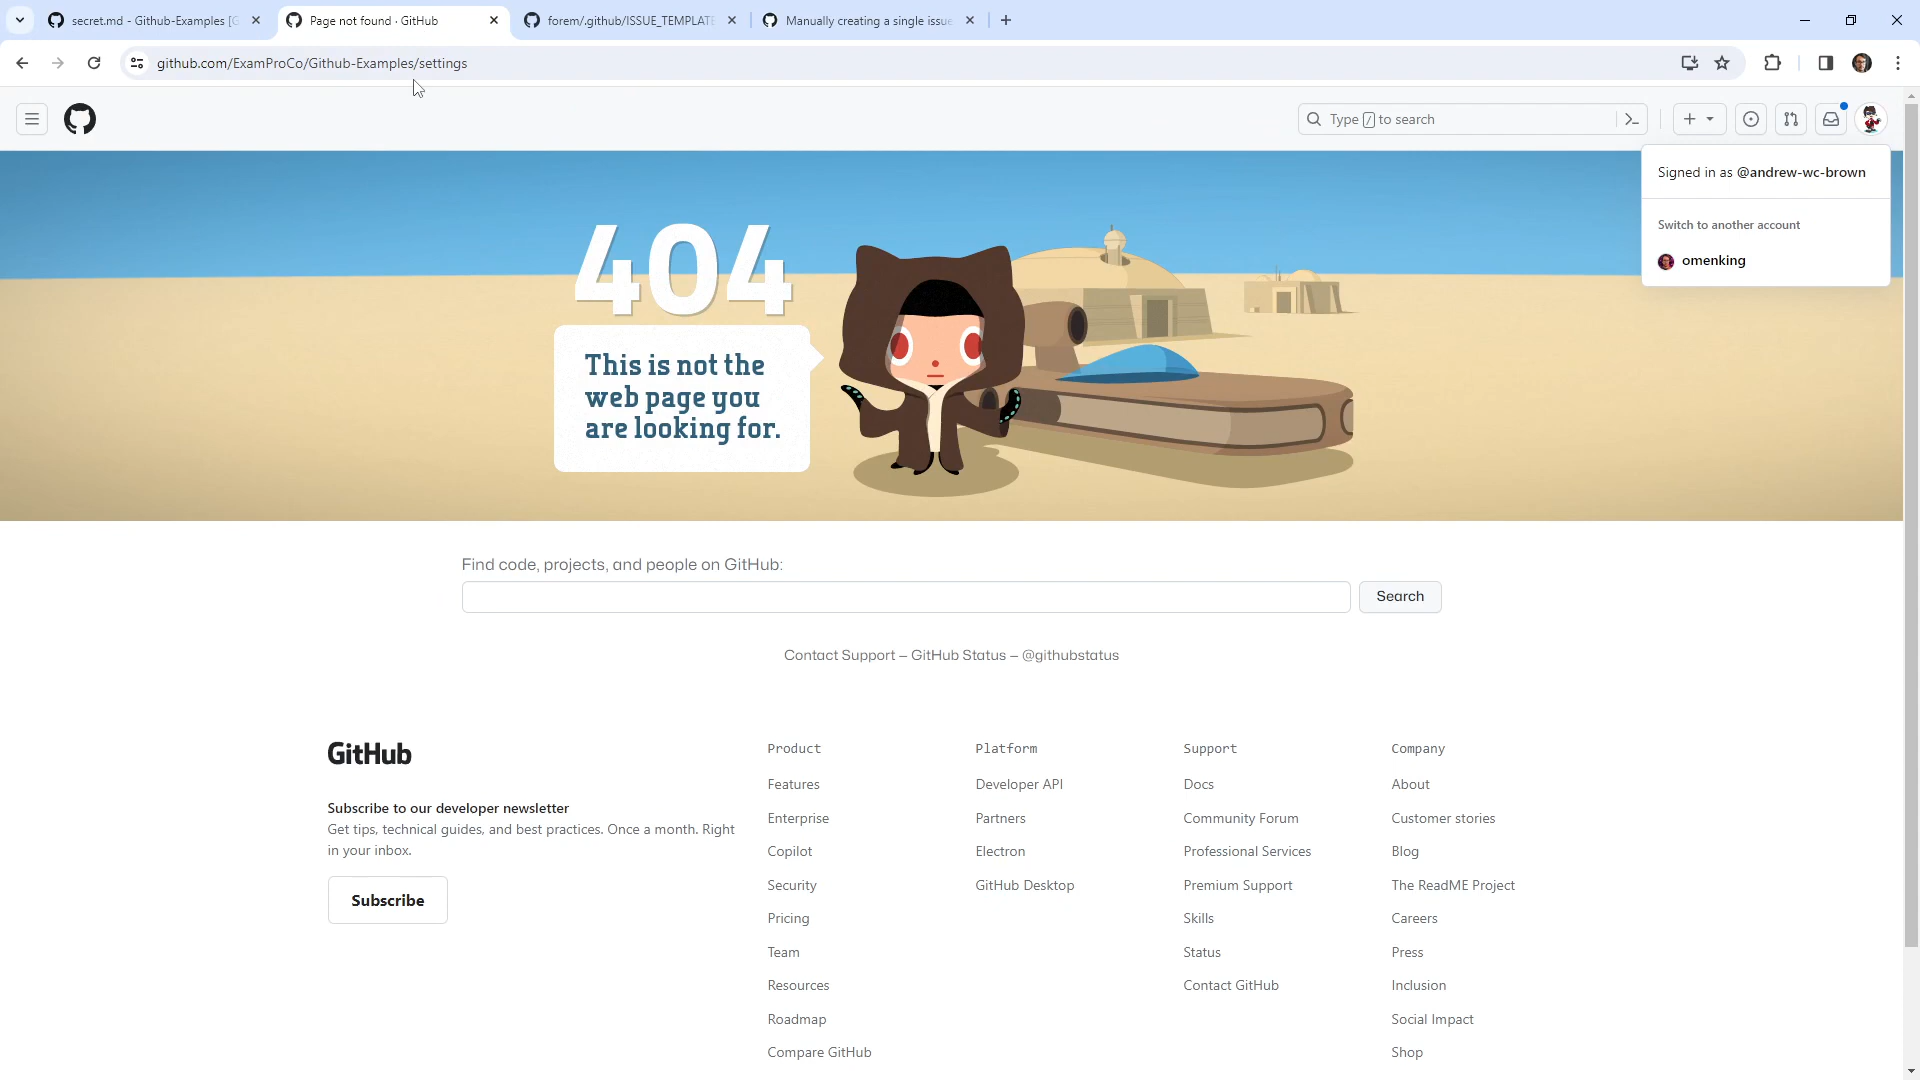 secret.md - Github-Examples [G
Page not found · GitHub
forem/.github/ISSUE_TEMPLATE
Manually creating a single issue
github.com/ExamProCo/Github-Examples/settings
Type / to search
Signed in as @andrew-wc-brown
Switch to another account
omenking
404
This is not the
web page you
are looking for.
Find code, projects, and people on GitHub:
Search
Contact Support — GitHub Status — @githubstatus
GitHub
Subscribe to our developer newsletter
Get tips, technical guides, and best practices. Once a month. Right
in your inbox.
Subscribe
Product
Features
Enterprise
Copilot
Security
Pricing
Team
Resources
Roadmap
Compare GitHub
Platform
Developer API
Partners
Electron
GitHub Desktop
Support
Docs
Community Forum
Professional Services
Premium Support
Skills
Status
Contact GitHub
Company
About
Customer stories
Blog
The ReadME Project
Careers
Press
Inclusion
Social Impact
Shop